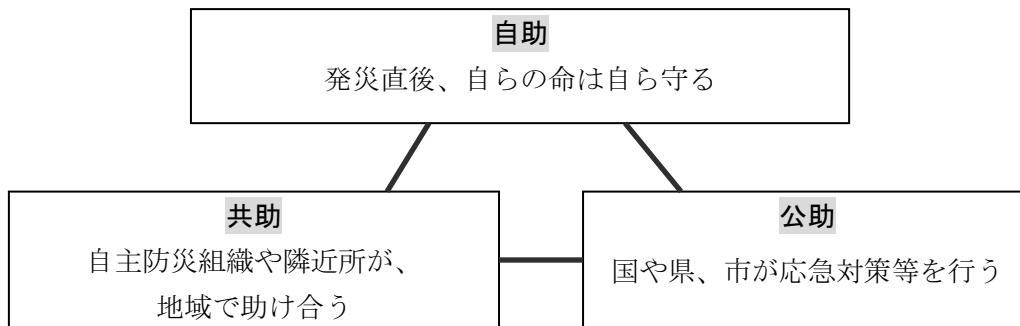 自助
発災直後、自らの命は自ら守る
共助
自主防災組織や隣近所が、
地域で助け合う
公助
国や県、市が応急対策等を行う